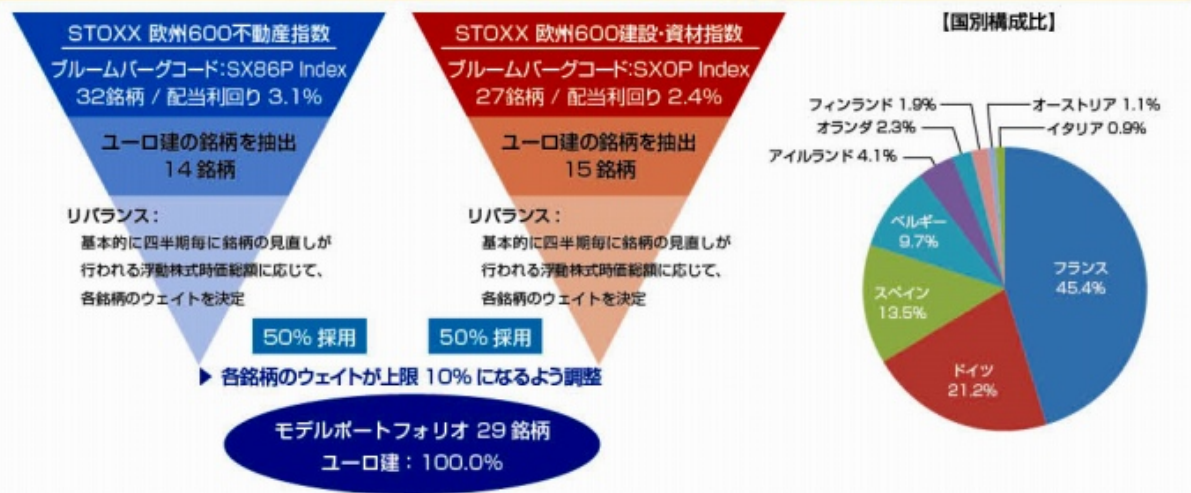 STOXX 欧州600不動産指数
ブルームバーグコード:SX86P Index
32銘柄 / 配当利回り 3.1%
ユーロ建の銘柄を抽出
14 銘柄
リバランス：
基本的に四半期毎に銘柄の見直しが
行われる浮動株式時価総額に応じて、
各銘柄のウェイトを決定
50% 採用
STOXX 欧州600建設・資材指数
ブルームバーグコード:SX0P Index
27銘柄 / 配当利回り 2.4%
ユーロ建の銘柄を抽出
15 銘柄
リバランス：
基本的に四半期毎に銘柄の見直しが
行われる浮動株式時価総額に応じて、
各銘柄のウェイトを決定
50% 採用
▶ 各銘柄のウェイトが上限 10% になるよう調整
モデルポートフォリオ 29 銘柄
ユーロ建：100.0%
【国別構成比】
フィンランド 1.9%
オランダ 2.3%
アイルランド 4.1%
オーストリア 1.1%
イタリア 0.9%
ベルギー
9.7%
スペイン
13.5%
フランス
45.4%
ドイツ
21.2%